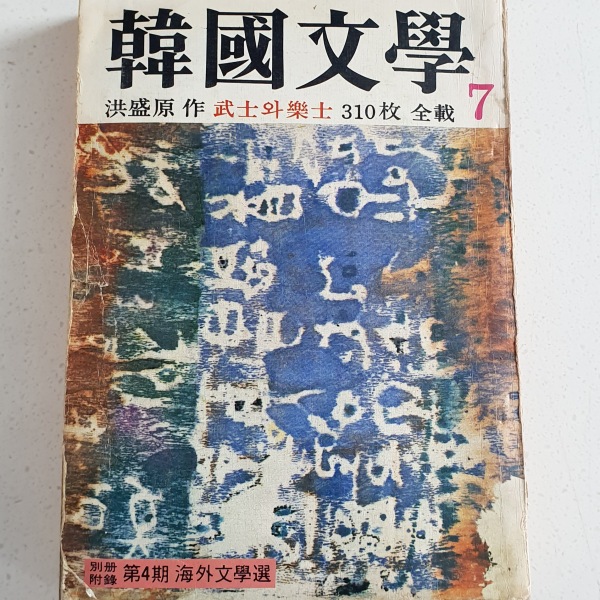 韓國文學
7
洪盛原 作 武士와 樂士 310枚 全載
別冊
附錄
第4期 海外文學選